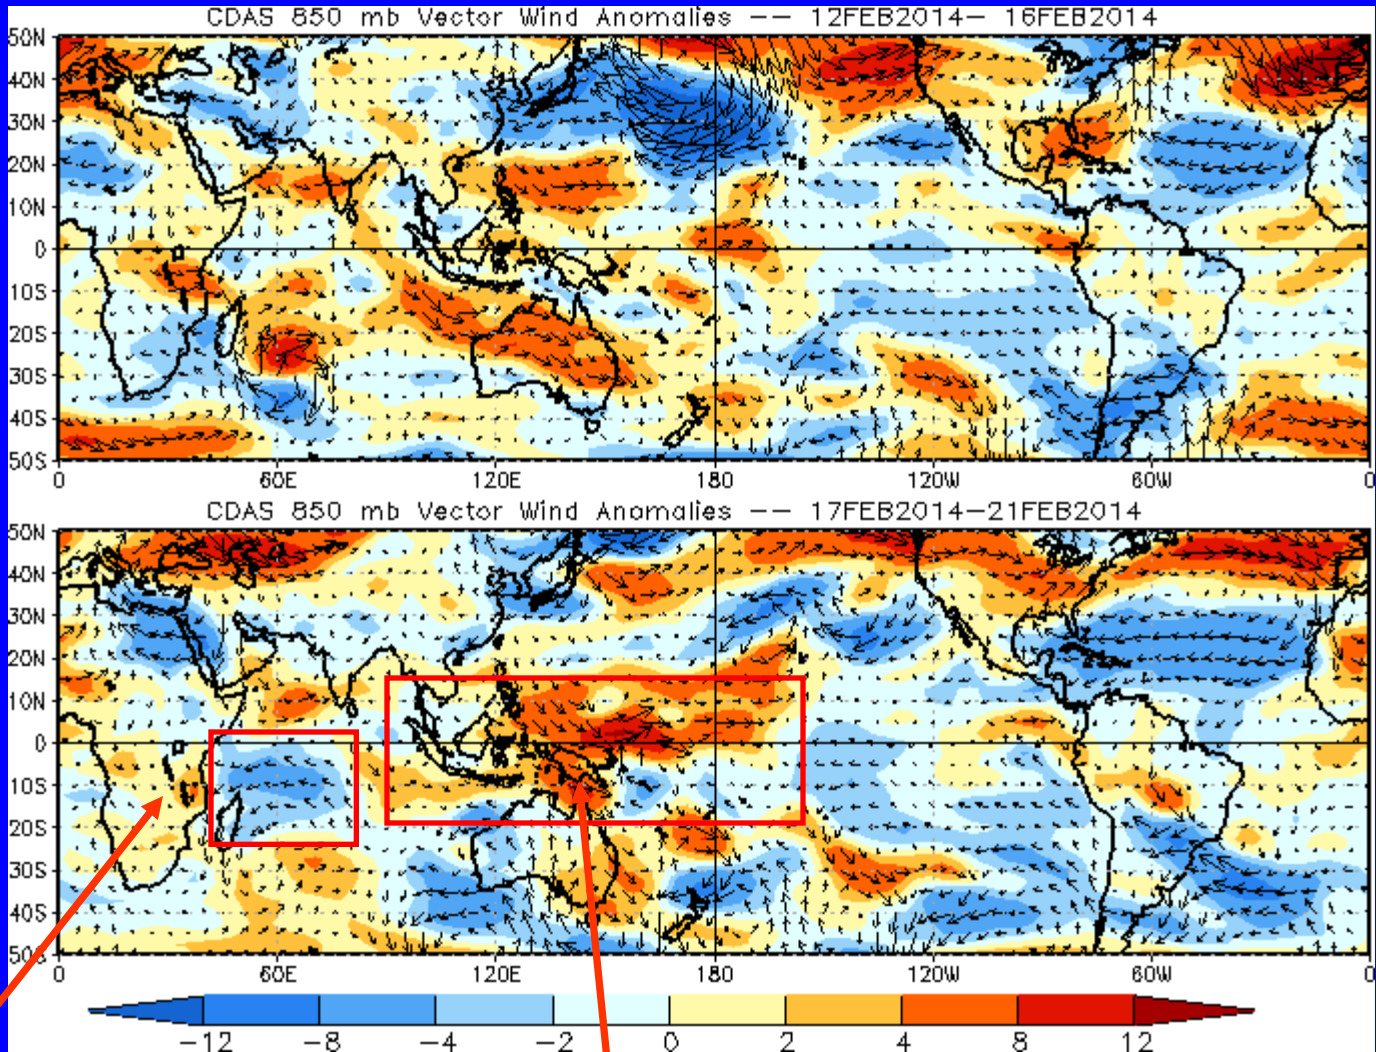 CDAS 850 mb Vector Wind Anomalies -- 12FEB2014- 16FEB2014
50N
40N
30N
20N
10N
0
10S
20S
30S
40S
50S
0 60E 120E 180 120W 60W 0
CDAS 850 mb Vector Wind Anomalies -- 17FEB2014-21FEB2014
50N
40N
30N
20N
10N
0
10S
20S
30S
40S
50S
0 60E 120E 180 120W 60W 0
-12 -8 -4 -2 0 2 4 8 12